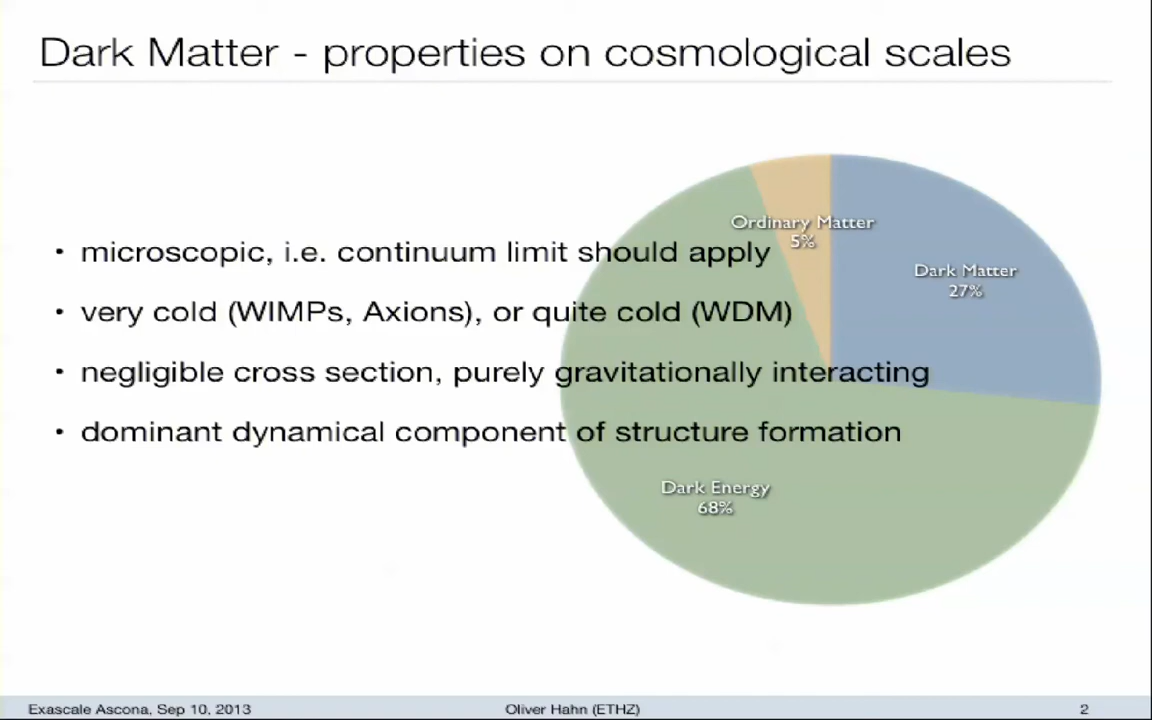 Dark Matter - properties on cosmological scales
Ordinary Matter
5%
• microscopic, i.e. continuum limit should apply
Dark Matter
27%
• very cold (WIMPs, Axions), or quite cold (WDM)
• negligible cross section, purely gravitationally interacting
• dominant dynamical component of structure formation
Dark Energy
68%
Exascale Ascona, Sep 10, 2013
Oliver Hahn (ETHZ)
2